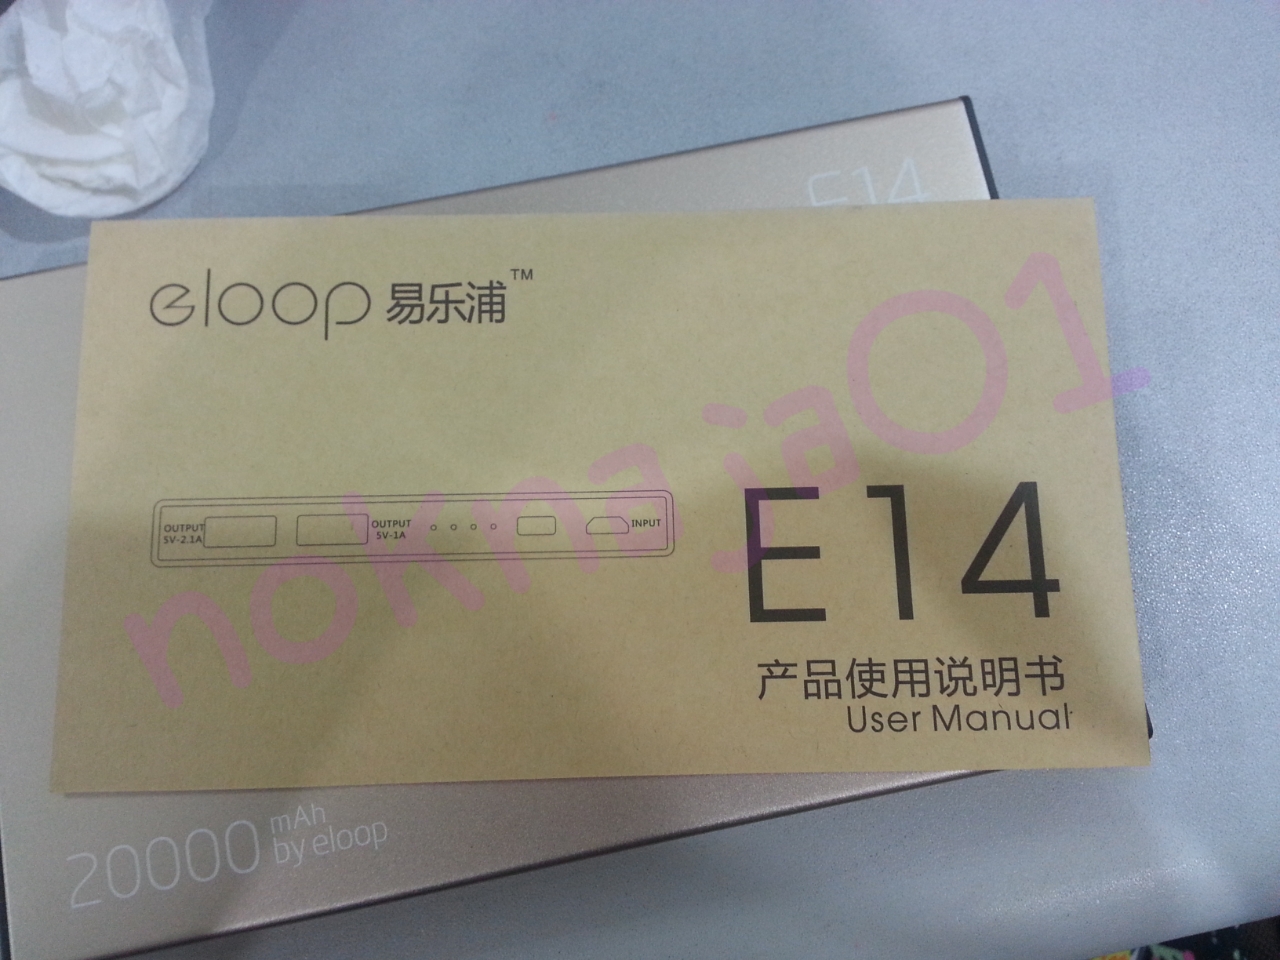 E14
eloop 易乐浦™
OUTPUT
5V-2.1A
OUTPUT
5V-1A
INPUT
E14
产品使用说明书
User Manual
noknaja01
20000 mAh
by eloop